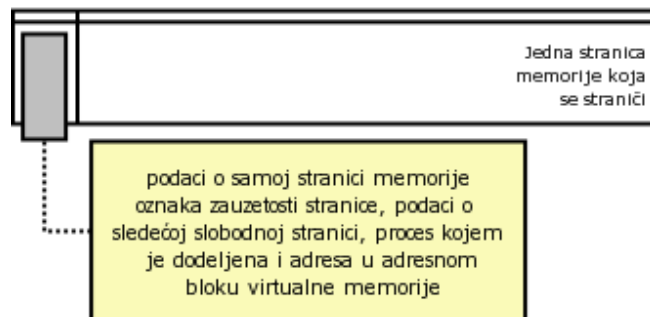 Jedna stranica
memorije koja
se straniči
podaci o samoj stranici memorije
oznaka zauzetosti stranice, podaci o
sledećoj slobodnoj stranici, proces kojem
je dodeljena i adresa u adresnom
bloku virtualne memorije